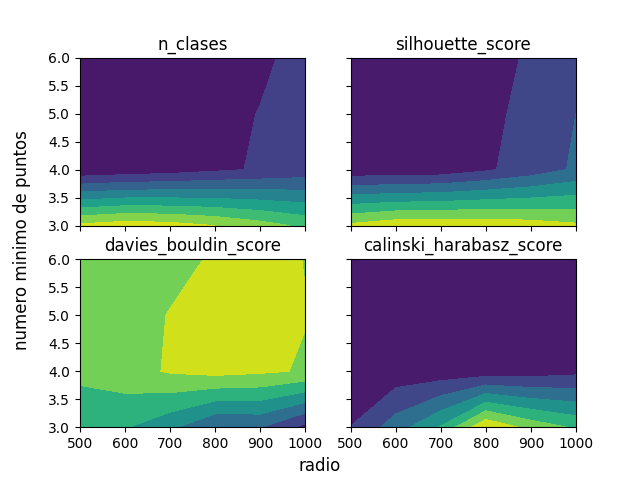 n_clases
silhouette_score
6.0
5.5
5.0
4.5
4.0
3.5
3.0
davies_bouldin_score
calinski_harabasz_score
6.0
5.5
5.0
4.5
4.0
3.5
3.0
500 600 700 800 900 1000
500 600 700 800 900 1000
numero minimo de puntos
radio